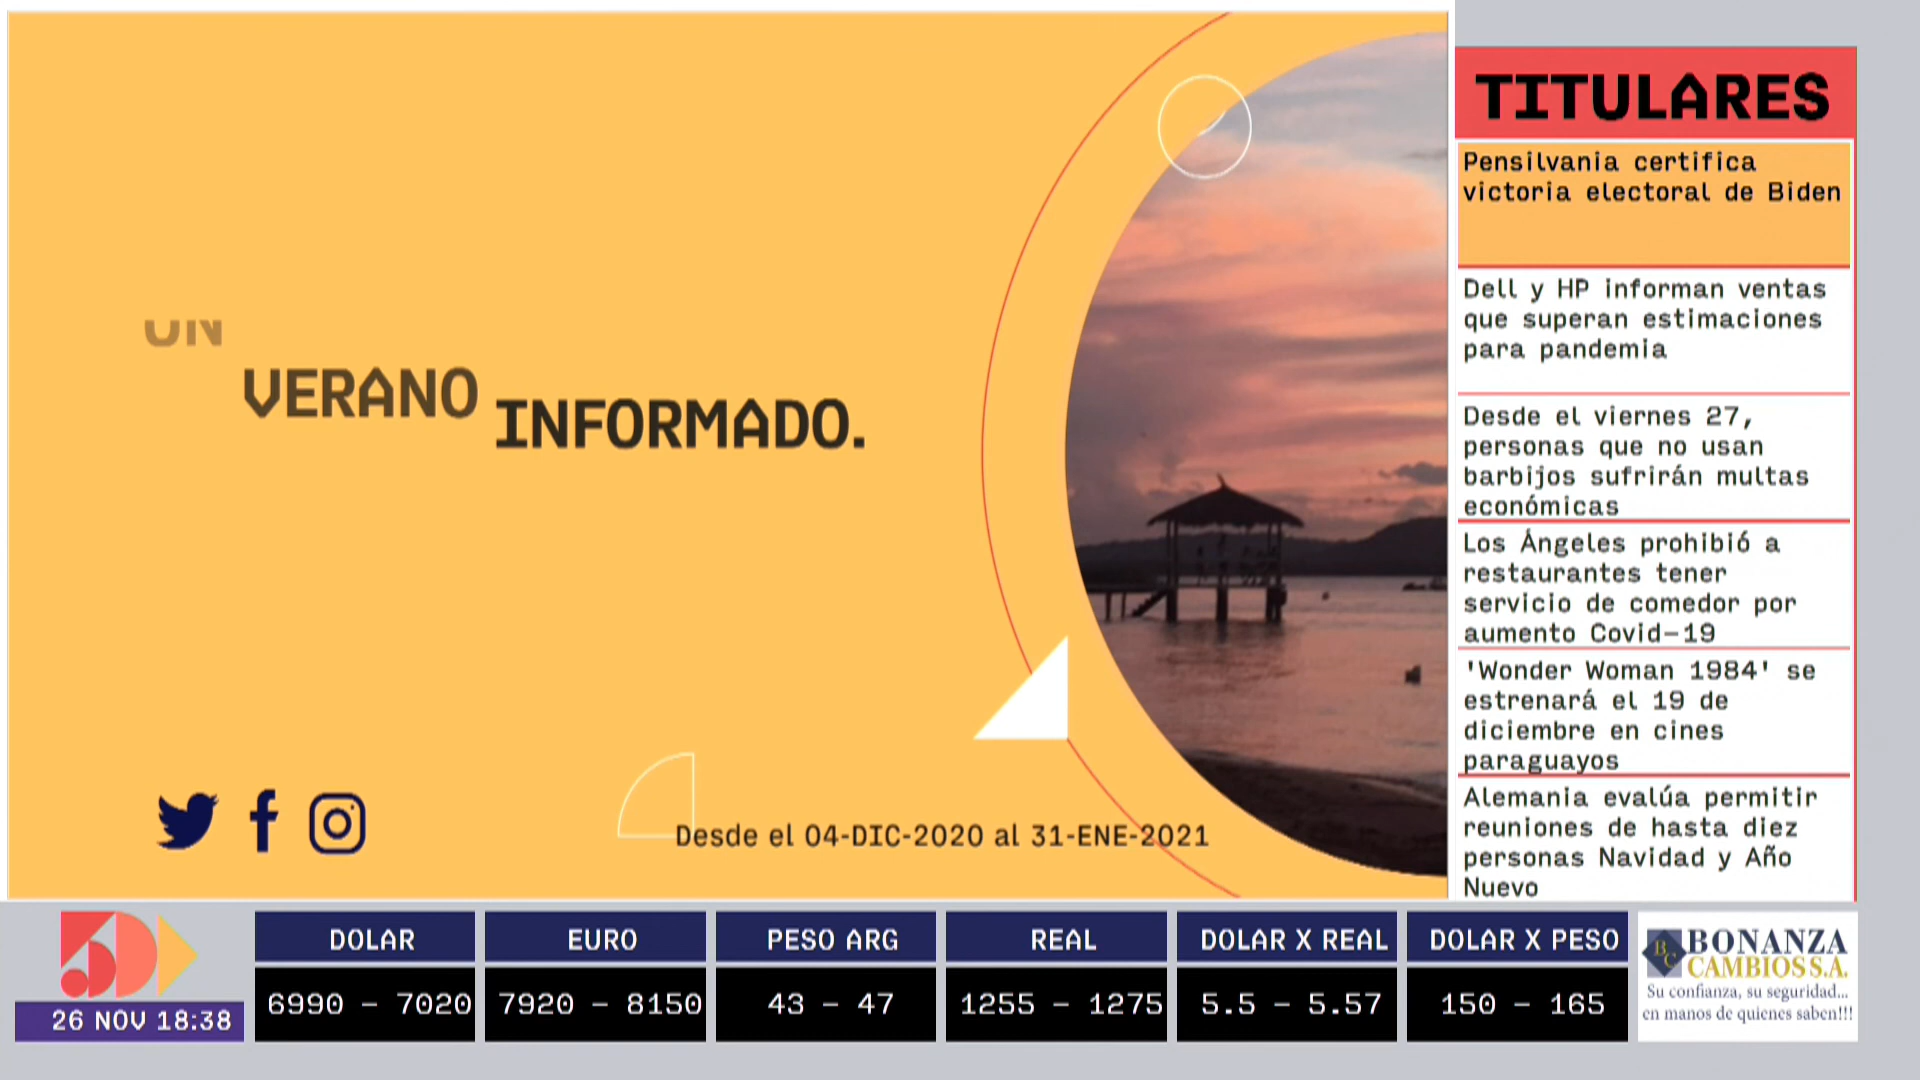 UN
VERANO
INFORMADO.
Desde el 04-DIC-2020 al 31-ENE-2021
TITULARES
Pensilvania certifica
victoria electoral de Biden
Dell y HP informan ventas
que superan estimaciones
para pandemia
Desde el viernes 27,
personas que no usan
barbijos sufrirán multas
económicas
Los Ángeles prohibió a
restaurantes tener
servicio de comedor por
aumento Covid-19
'Wonder Woman 1984' se
estrenará el 19 de
diciembre en cines
paraguayos
Alemania evalúa permitir
reuniones de hasta diez
personas Navidad y Año
Nuevo
5D
26 NOV 18:38
DOLAR
6990 - 7020
EURO
7920 - 8150
PESO ARG
43 - 47
REAL
1255 - 1275
DOLAR X REAL
5.5 - 5.57
DOLAR X PESO
150 - 165
BC
BONANZA
CAMBIOS S.A.
Su confianza, su seguridad...
en manos de quienes saben!!!